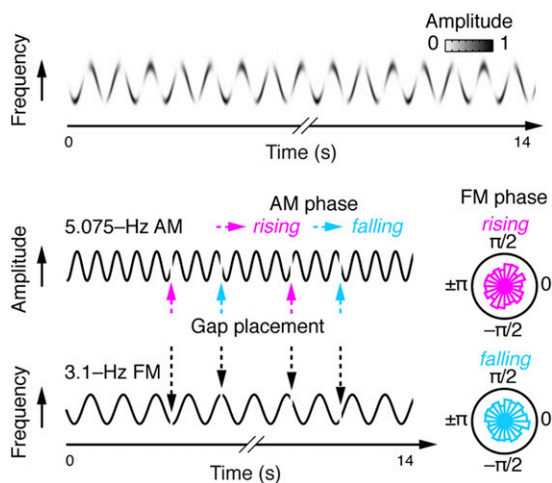 Amplitude
0 1
Frequency
0 14
Time (s)
AM phase
FM phase
5.075–Hz AM
rising falling
rising
π/2
Amplitude
±π 0
−π/2
Gap placement
3.1–Hz FM
falling
π/2
Frequency
±π 0
−π/2
0 14
Time (s)